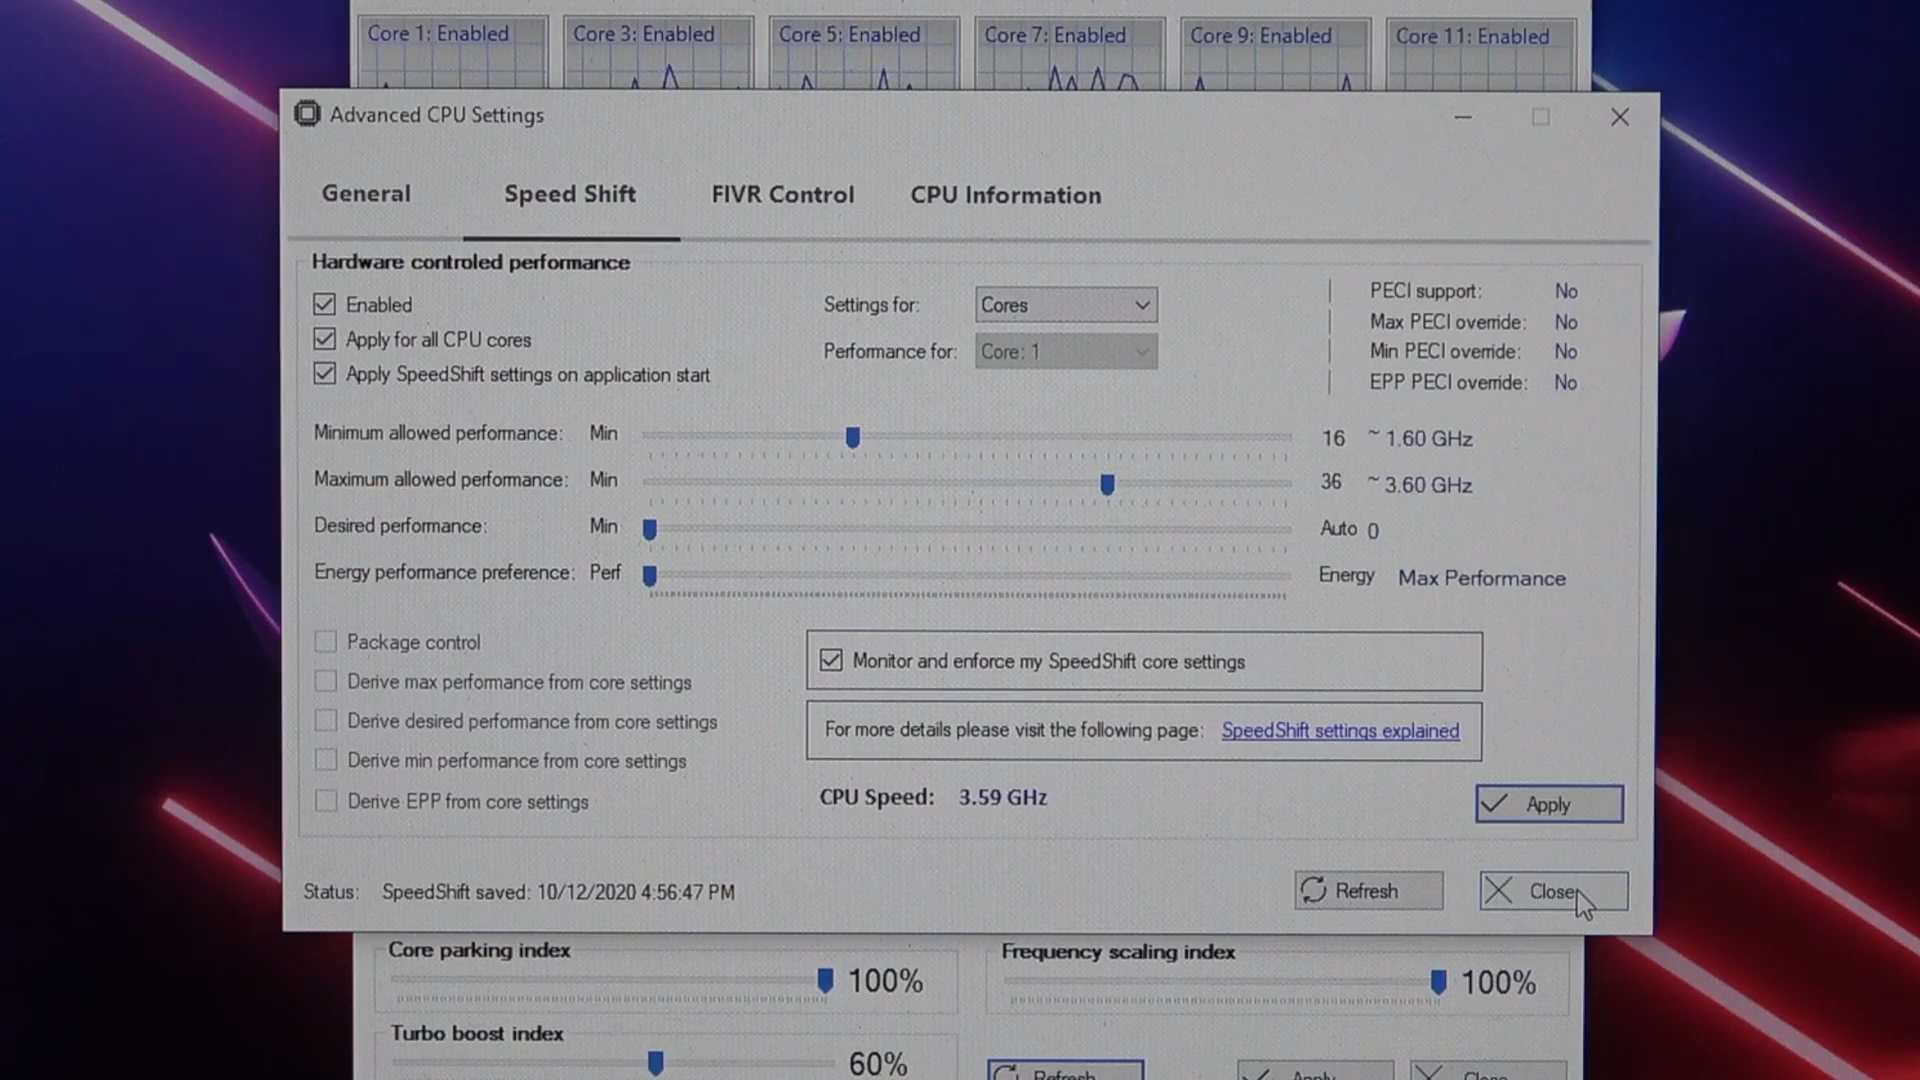 Core 1: Enabled
Core 3: Enabled
Core 5: Enabled
Core 7: Enabled
Core 9: Enabled
Core 11: Enabled
Advanced CPU Settings
General
Speed Shift
FIVR Control
CPU Information
Hardware controled performance
Enabled
Apply for all CPU cores
Apply SpeedShift settings on application start
Settings for: Cores
Performance for: Core: 1
PECI support: No
Max PECI override: No
Min PECI override: No
EPP PECI override: No
Minimum allowed performance: Min 16 ~ 1.60 GHz
Maximum allowed performance: Min 36 ~ 3.60 GHz
Desired performance: Min Auto 0
Energy performance preference: Perf Energy Max Performance
Package control
Derive max performance from core settings
Derive desired performance from core settings
Derive min performance from core settings
Derive EPP from core settings
Monitor and enforce my SpeedShift core settings
For more details please visit the following page: SpeedShift settings explained
CPU Speed: 3.59 GHz
Apply
Status: SpeedShift saved: 10/12/2020 4:56:47 PM
Refresh
Close
Core parking index
100%
Frequency scaling index
100%
Turbo boost index
60%
Refresh
Apply
Close